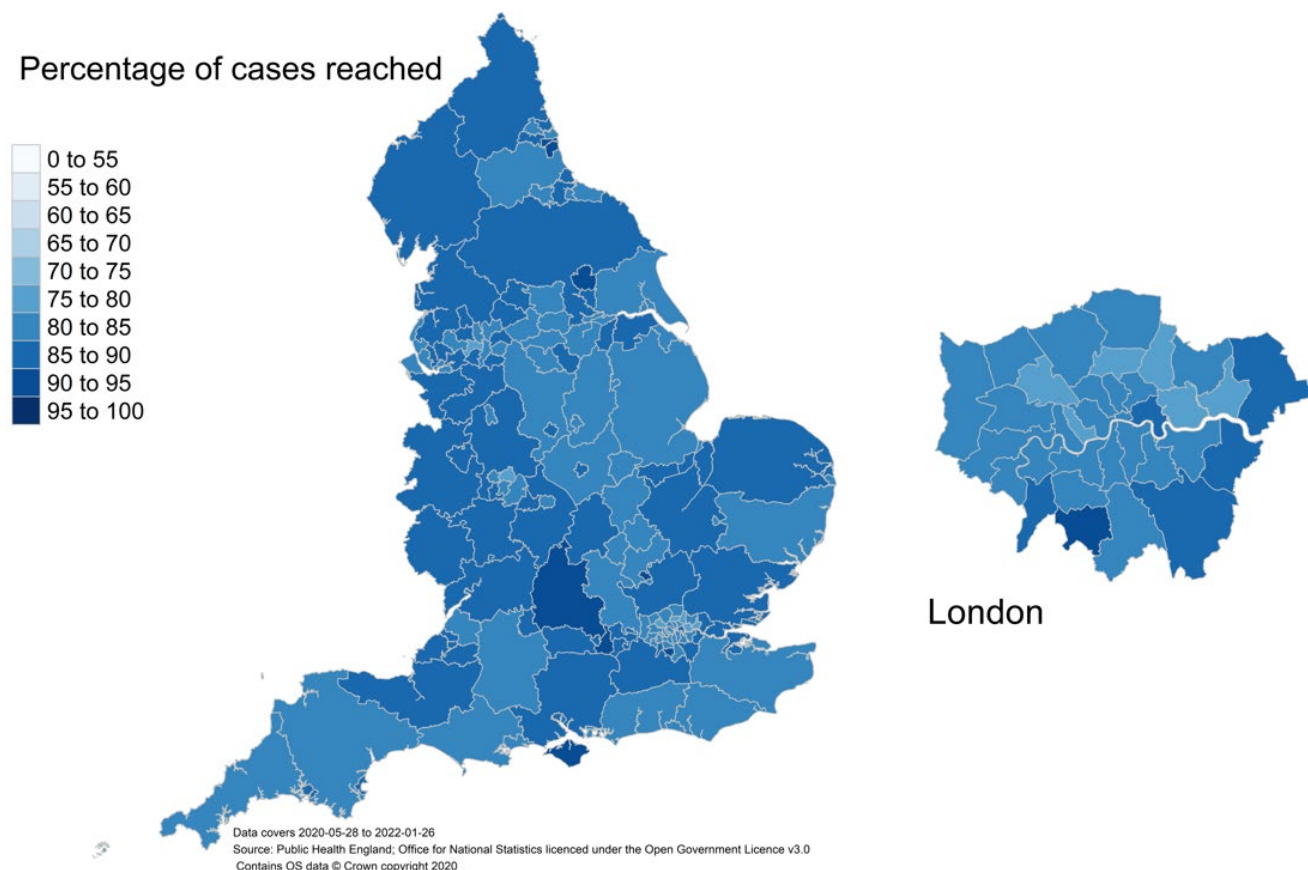 Percentage of cases reached
0 to 55
55 to 60
60 to 65
65 to 70
70 to 75
75 to 80
80 to 85
85 to 90
90 to 95
95 to 100
London
Data covers 2020-05-28 to 2022-01-26
Source: Public Health England; Office for National Statistics licenced under the Open Government Licence v3.0
Contains OS data © Crown copyright 2020